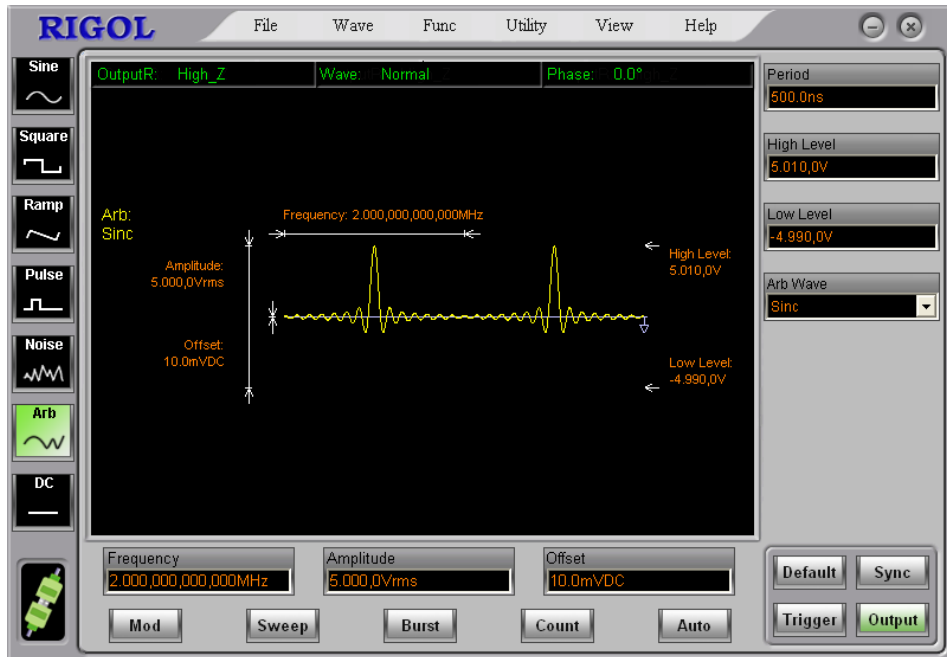 RIGOL
File Wave Func Utility View Help
Sine
Square
Ramp
Pulse
Noise
Arb
DC
OutputR: High_Z Wave: Normal Phase: 0.0°
Arb:
Sinc
Frequency: 2.000,000,000,000MHz
Amplitude:
5.000,0Vrms
High Level:
5.010,0V
Offset:
10.0mVDC
Low Level:
-4.990,0V
Period
500.0ns
High Level
5.010,0V
Low Level
-4.990,0V
Arb Wave
Sinc
Frequency
2.000,000,000,000MHz
Amplitude
5.000,0Vrms
Offset
10.0mVDC
Mod Sweep Burst Count Auto
Default Sync
Trigger Output